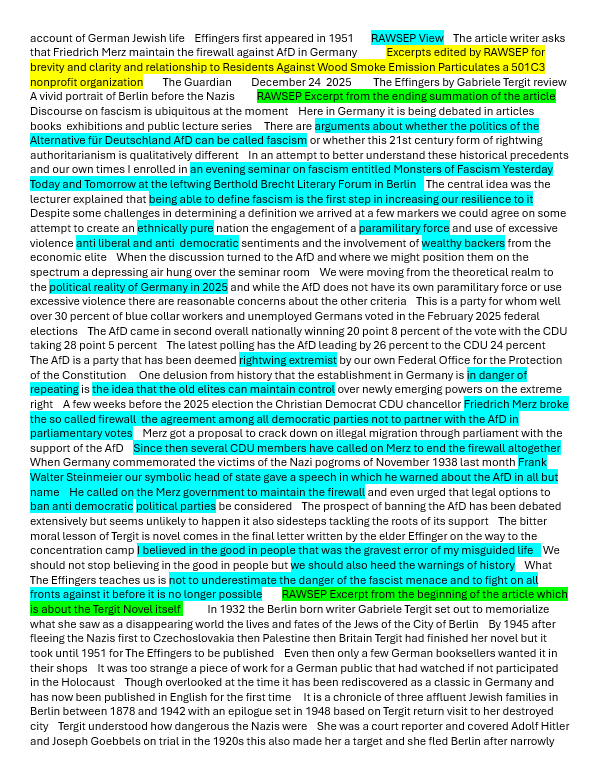 account of German Jewish life Effingers first appeared in 1951 RAWSEP View The article writer asks
that Friedrich Merz maintain the firewall against AfD in Germany Excerpts edited by RAWSEP for
brevity and clarity and relationship to Residents Against Wood Smoke Emission Particulates a 501C3
nonprofit organization The Guardian December 24 2025 The Effingers by Gabriele Tergit review
A vivid portrait of Berlin before the Nazis RAWSEP Excerpt from the ending summation of the article
Discourse on fascism is ubiquitous at the moment Here in Germany it is being debated in articles
books exhibitions and public lecture series There are arguments about whether the politics of the
Alternative für Deutschland AfD can be called fascism or whether this 21st century form of rightwing
authoritarianism is qualitatively different In an attempt to better understand these historical precedents
and our own times I enrolled in an evening seminar on fascism entitled Monsters of Fascism Yesterday
Today and Tomorrow at the leftwing Berthold Brecht Literary Forum in Berlin The central idea was the
lecturer explained that being able to define fascism is the first step in increasing our resilience to it
Despite some challenges in determining a definition we arrived at a few markers we could agree on some
attempt to create an ethnically pure nation the engagement of a paramilitary force and use of excessive
violence anti liberal and anti democratic sentiments and the involvement of wealthy backers from the
economic elite When the discussion turned to the AfD and where we might position them on the
spectrum a depressing air hung over the seminar room We were moving from the theoretical realm to
the political reality of Germany in 2025 and while the AfD does not have its own paramilitary force or use
excessive violence there are reasonable concerns about the other criteria This is a party for whom well
over 30 percent of blue collar workers and unemployed Germans voted in the February 2025 federal
elections The AfD came in second overall nationally winning 20 point 8 percent of the vote with the CDU
taking 28 point 5 percent The latest polling has the AfD leading by 26 percent to the CDU 24 percent
The AfD is a party that has been deemed rightwing extremist by our own Federal Office for the Protection
of the Constitution One delusion from history that the establishment in Germany is in danger of
repeating is the idea that the old elites can maintain control over newly emerging powers on the extreme
right A few weeks before the 2025 election the Christian Democrat CDU chancellor Friedrich Merz broke
the so called firewall the agreement among all democratic parties not to partner with the AfD in
parliamentary votes Merz got a proposal to crack down on illegal migration through parliament with the
support of the AfD Since then several CDU members have called on Merz to end the firewall altogether
When Germany commemorated the victims of the Nazi pogroms of November 1938 last month Frank
Walter Steinmeier our symbolic head of state gave a speech in which he warned about the AfD in all but
name He called on the Merz government to maintain the firewall and even urged that legal options to
ban anti democratic political parties be considered The prospect of banning the AfD has been debated
extensively but seems unlikely to happen it also sidesteps tackling the roots of its support The bitter
moral lesson of Tergit is novel comes in the final letter written by the elder Effinger on the way to the
concentration camp I believed in the good in people that was the gravest error of my misguided life We
should not stop believing in the good in people but we should also heed the warnings of history What
The Effingers teaches us is not to underestimate the danger of the fascist menace and to fight on all
fronts against it before it is no longer possible RAWSEP Excerpt from the beginning of the article which
is about the Tergit Novel itself In 1932 the Berlin born writer Gabriele Tergit set out to memorialize
what she saw as a disappearing world the lives and fates of the Jews of the City of Berlin By 1945 after
fleeing the Nazis first to Czechoslovakia then Palestine then Britain Tergit had finished her novel but it
took until 1951 for The Effingers to be published Even then only a few German booksellers wanted it in
their shops It was too strange a piece of work for a German public that had watched if not participated
in the Holocaust Though overlooked at the time it has been rediscovered as a classic in Germany and
has now been published in English for the first time It is a chronicle of three affluent Jewish families in
Berlin between 1878 and 1942 with an epilogue set in 1948 based on Tergit return visit to her destroyed
city Tergit understood how dangerous the Nazis were She was a court reporter and covered Adolf Hitler
and Joseph Goebbels on trial in the 1920s this also made her a target and she fled Berlin after narrowly